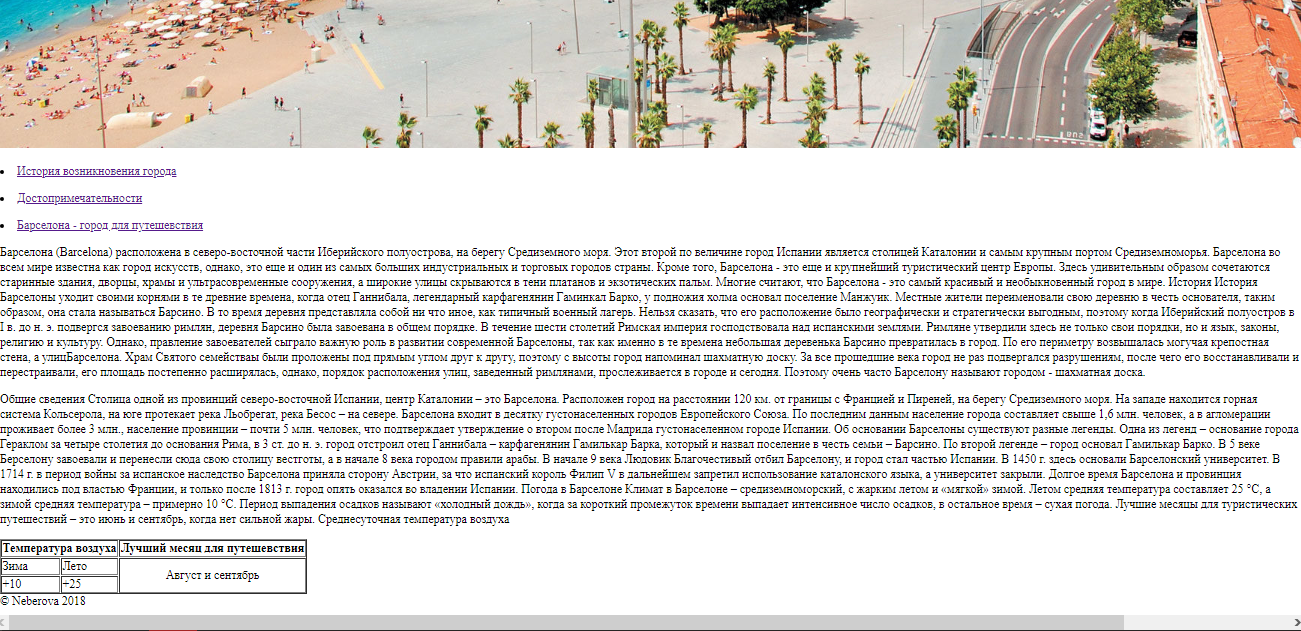 История возникновения города
Достопримечательности
Барселона - город для путешевствия
Барселона (Barcelona) расположена в северо-восточной части Иберийского полуострова, на берегу Средиземного моря. Этот второй по величине город Испании является столицей Каталонии и самым крупным портом Средиземноморья. Барселона во
всем мире известна как город искусств, однако, это еще и один из самых больших индустриальных и торговых городов страны. Кроме того, Барселона - это еще и крупнейший туристический центр Европы. Здесь удивительным образом сочетаются
старинные здания, дворцы, храмы и ультрасовременные сооружения, а широкие улицы скрываются в тени платанов и экзотических пальм. Многие считают, что Барселона - это самый красивый и необыкновенный город в мире. История История
Барселоны уходит своими корнями в те древние времена, когда отец Ганнибала, легендарный карфагенянин Гаминкал Барко, у подножия холма основал поселение Манжуик. Местные жители переименовали свою деревню в честь основателя, таким
образом, она стала называться Барсино. В то время деревня представляла собой ни что иное, как типичный военный лагерь. Нельзя сказать, что его расположение было географически и стратегически выгодным, поэтому когда Иберийский полуостров в
I в. до н. э. подвергся завоеванию римлян, деревня Барсино была завоевана в общем порядке. В течение шести столетий Римская империя господствовала над испанскими землями. Римляне утвердили здесь не только свои порядки, но и язык, законы,
религию и культуру. Однако, правление завоевателей сыграло важную роль в развитии современной Барселоны, так как именно в те времена небольшая деревенька Барсино превратилась в город. По его периметру возвышалась могучая крепостная
стена, а улицБарселона. Храм Святого семействаы были проложены под прямым углом друг к другу, поэтому с высоты город напоминал шахматную доску. За все прошедшие века город не раз подвергался разрушениям, после чего его восстанавливали и
перестраивали, его площадь постепенно расширялась, однако, порядок расположения улиц, заведенный римлянами, прослеживается в городе и сегодня. Поэтому очень часто Барселону называют городом - шахматная доска.
Общие сведения Столица одной из провинций северо-восточной Испании, центр Каталонии – это Барселона. Расположен город на расстоянии 120 км. от границы с Францией и Пиреней, на берегу Средиземного моря. На западе находится горная
система Кольсерола, на юге протекает река Льобрегат, река Бесос – на севере. Барселона входит в десятку густонаселенных городов Европейского Союза. По последним данным население города составляет свыше 1,6 млн. человек, а в агломерации
проживает более 3 млн., население провинции – почти 5 млн. человек, что подтверждает утверждение о втором после Мадрида густонаселенном городе Испании. Об основании Барселоны существуют разные легенды. Одна из легенд – основание города
Гераклом за четыре столетия до основания Рима, в 3 ст. до н. э. город отстроил отец Ганнибала – карфагенянин Гамилькар Барка, который и назвал поселение в честь семьи – Барсино. По второй легенде – город основал Гамилькар Барко. В 5 веке
Берселону завоевали и перенесли сюда свою столицу вестготы, а в начале 8 века городом правили арабы. В начале 9 века Людовик Благочестивый отбил Барселону, и город стал частью Испании. В 1450 г. здесь основали Барселонский университет. В
1714 г. в период войны за испанское наследство Барселона приняла сторону Австрии, за что испанский король Филип V в дальнейшем запретил использование каталонского языка, а университет закрыли. Долгое время Барселона и провинция
находились под властью Франции, и только после 1813 г. город опять оказался во владении Испании. Погода в Барселоне Климат в Барселоне – средиземноморский, с жарким летом и «мягкой» зимой. Летом средняя температура составляет 25 °C, а
зимой средняя температура – примерно 10 °C. Период выпадения осадков называют «холодный дождь», когда за короткий промежуток времени выпадает интенсивное число осадков, в остальное время – сухая погода. Лучшие месяцы для туристических
путешествий – это июнь и сентябрь, когда нет сильной жары. Среднесуточная температура воздуха
Температура воздуха Лучший месяц для путешевствия
Зима Лето Август и сентябрь
+10 +25
© Neberova 2018